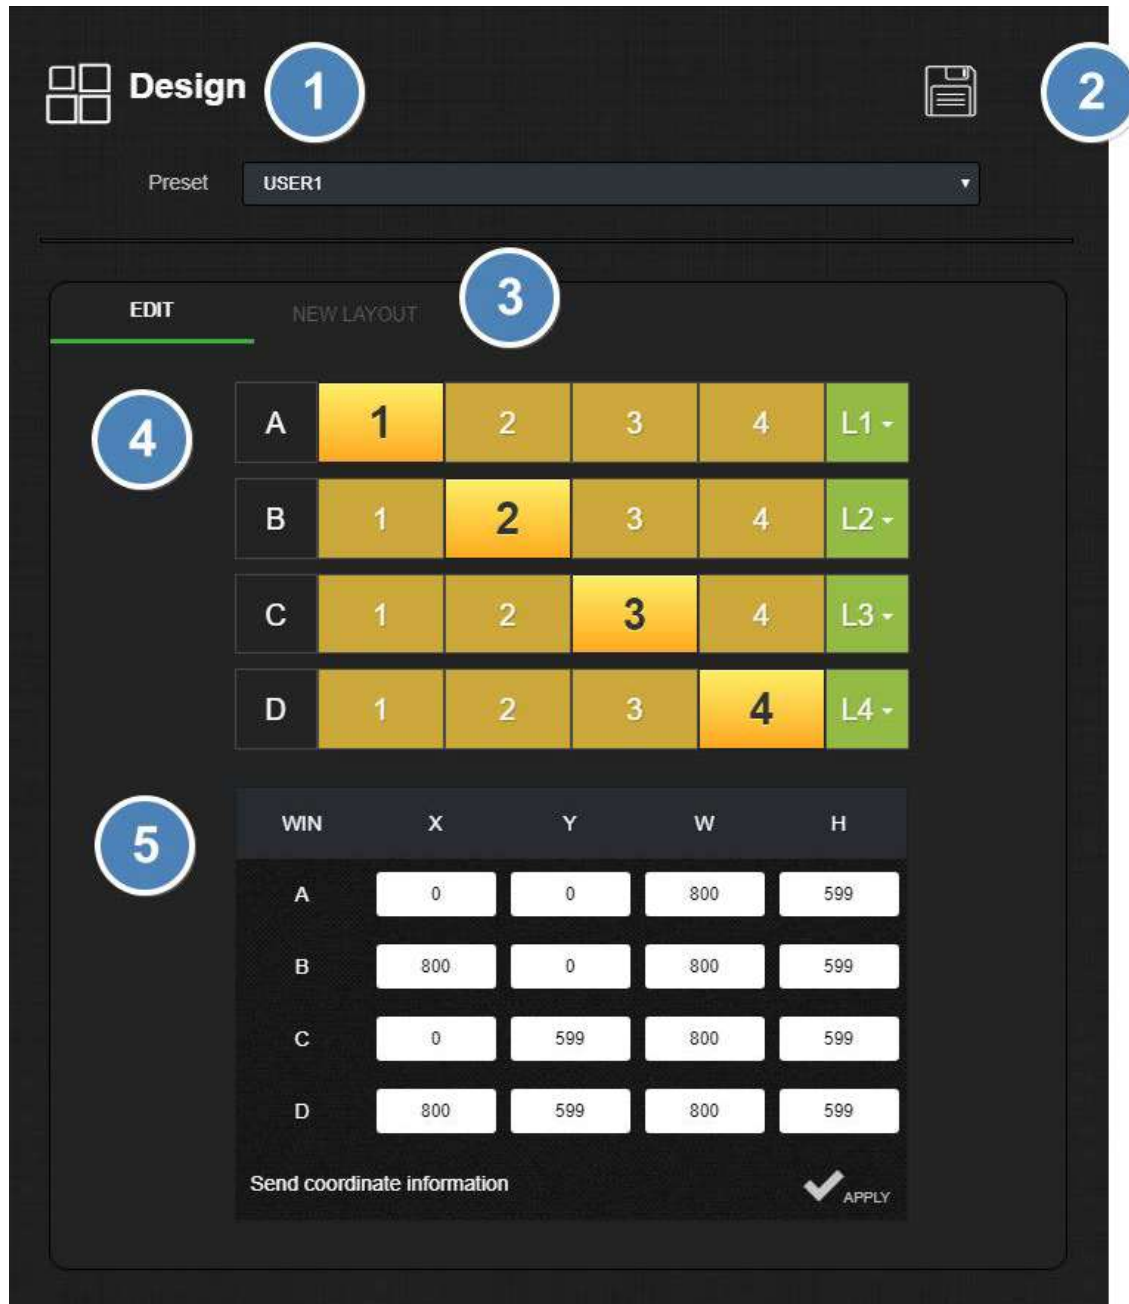 Design 1 2
Preset USER1
EDIT NEW LAYOUT 3
4 A 1 2 3 4 L1
B 1 2 3 4 L2
C 1 2 3 4 L3
D 1 2 3 4 L4
5 WIN X Y W H
A 0 0 800 599
B 800 0 800 599
C 0 599 800 599
D 800 599 800 599
Send coordinate information APPLY